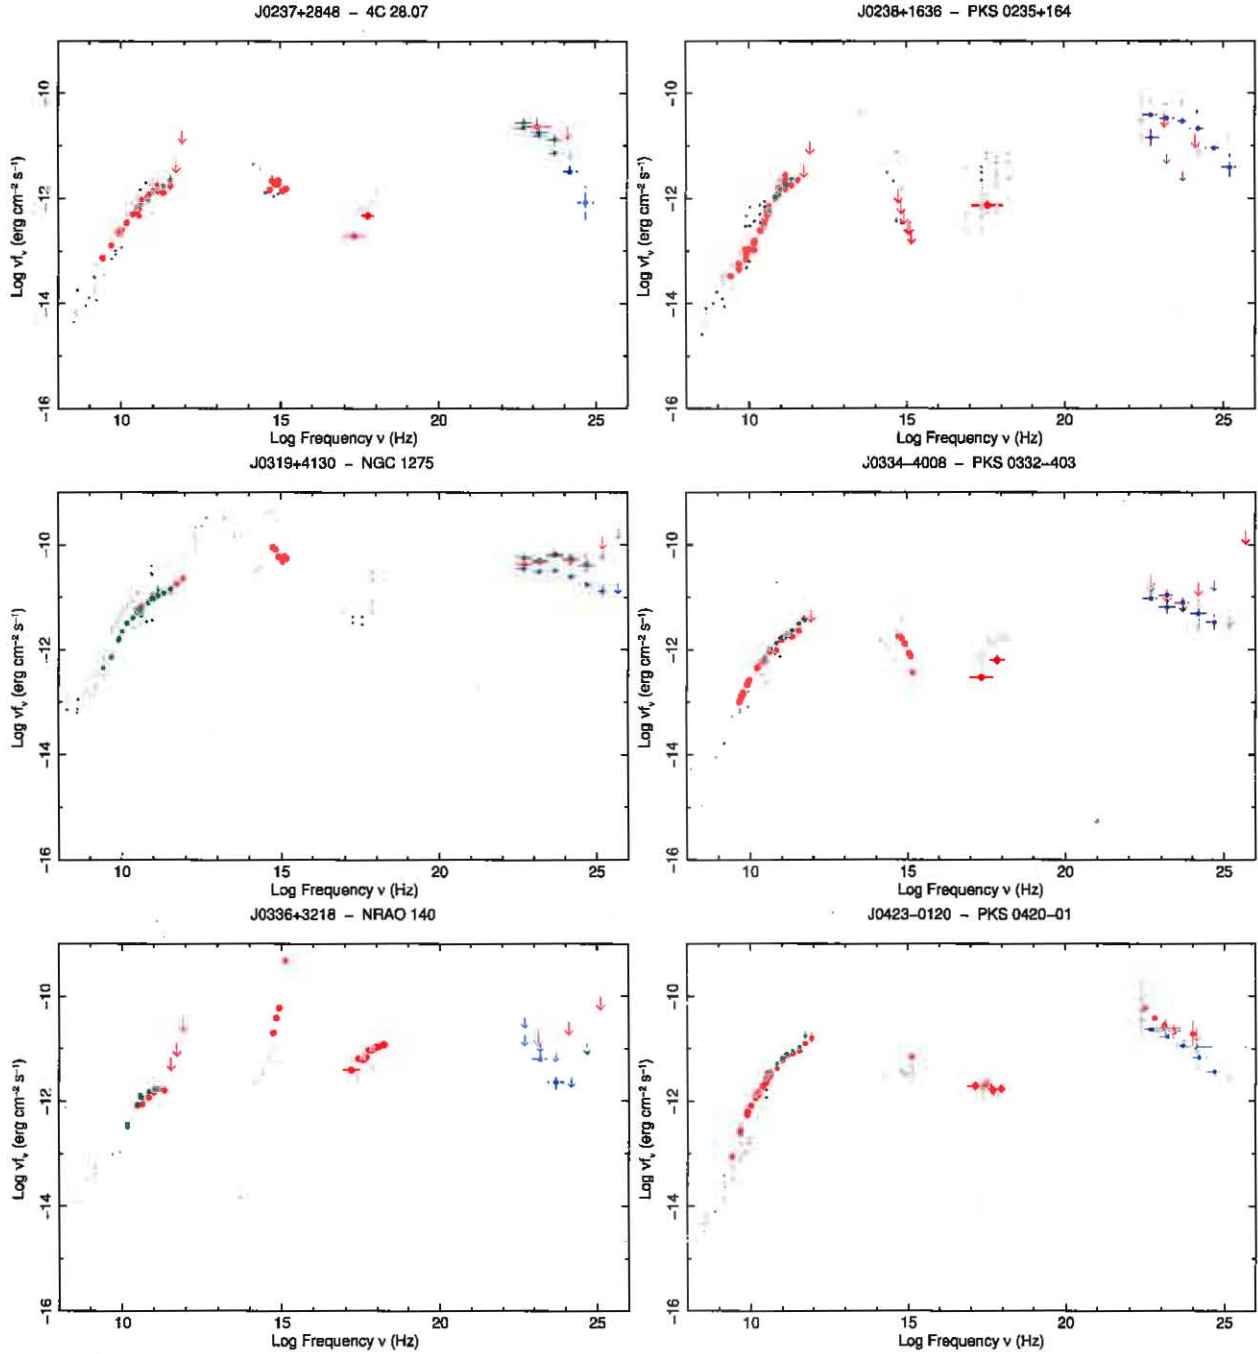 J0237+2848 – 4C 28.07
J0238+1636 – PKS 0235+164
Log νfν (erg cm⁻² s⁻¹)
-10
-12
-14
-16
10 15 20 25
Log Frequency ν (Hz)
Log νfν (erg cm⁻² s⁻¹)
-10
-12
-14
-16
10 15 20 25
Log Frequency ν (Hz)
J0319+4130 – NGC 1275
J0334–4008 – PKS 0332–403
Log νfν (erg cm⁻² s⁻¹)
-10
-12
-14
-16
10 15 20 25
Log Frequency ν (Hz)
Log νfν (erg cm⁻² s⁻¹)
-10
-12
-14
-16
10 15 20 25
Log Frequency ν (Hz)
J0336+3218 – NRAO 140
J0423–0120 – PKS 0420–01
Log νfν (erg cm⁻² s⁻¹)
-10
-12
-14
-16
10 15 20 25
Log Frequency ν (Hz)
Log νfν (erg cm⁻² s⁻¹)
-10
-12
-14
-16
10 15 20 25
Log Frequency ν (Hz)